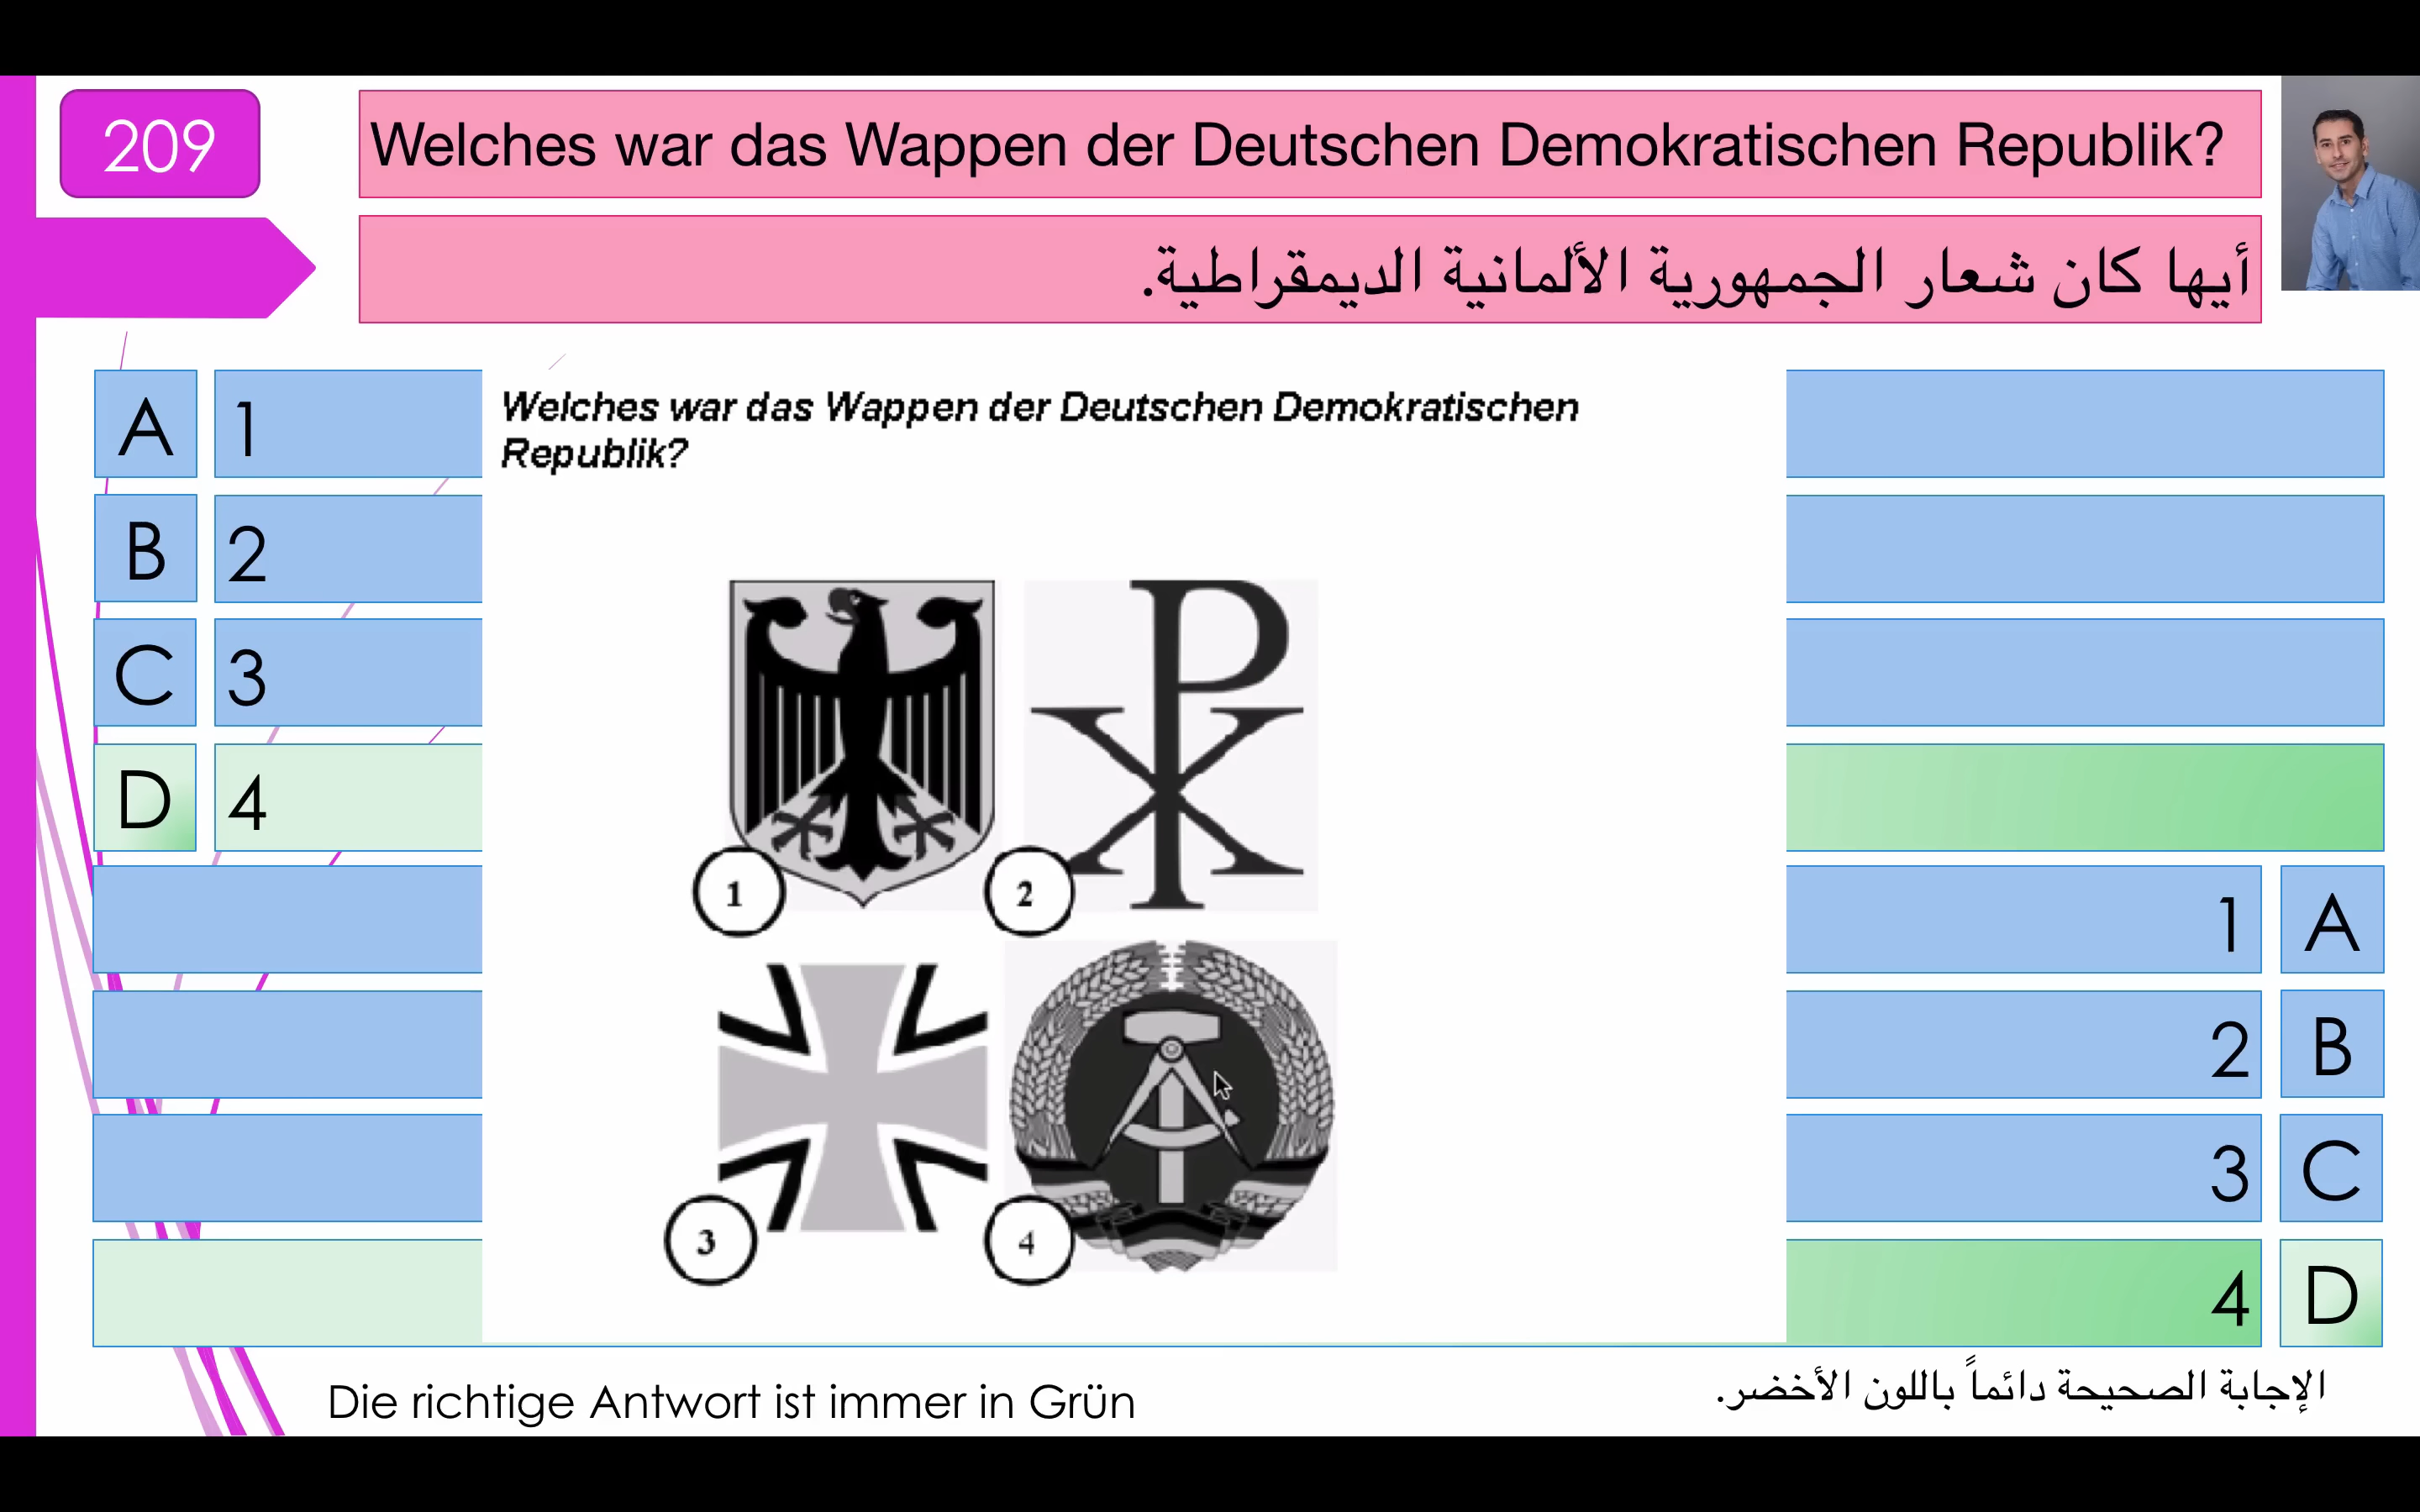 209
Welches war das Wappen der Deutschen Demokratischen Republik?
أيها كان شعار الجمهورية الألمانية الديمقراطية.
A 1
B 2
C 3
D 4
Welches war das Wappen der Deutschen Demokratischen
Republik?
1
2
3
4
1 A
2 B
3 C
4 D
Die richtige Antwort ist immer in Grün
الإجابة الصحيحة دائماً باللون الأخضر.